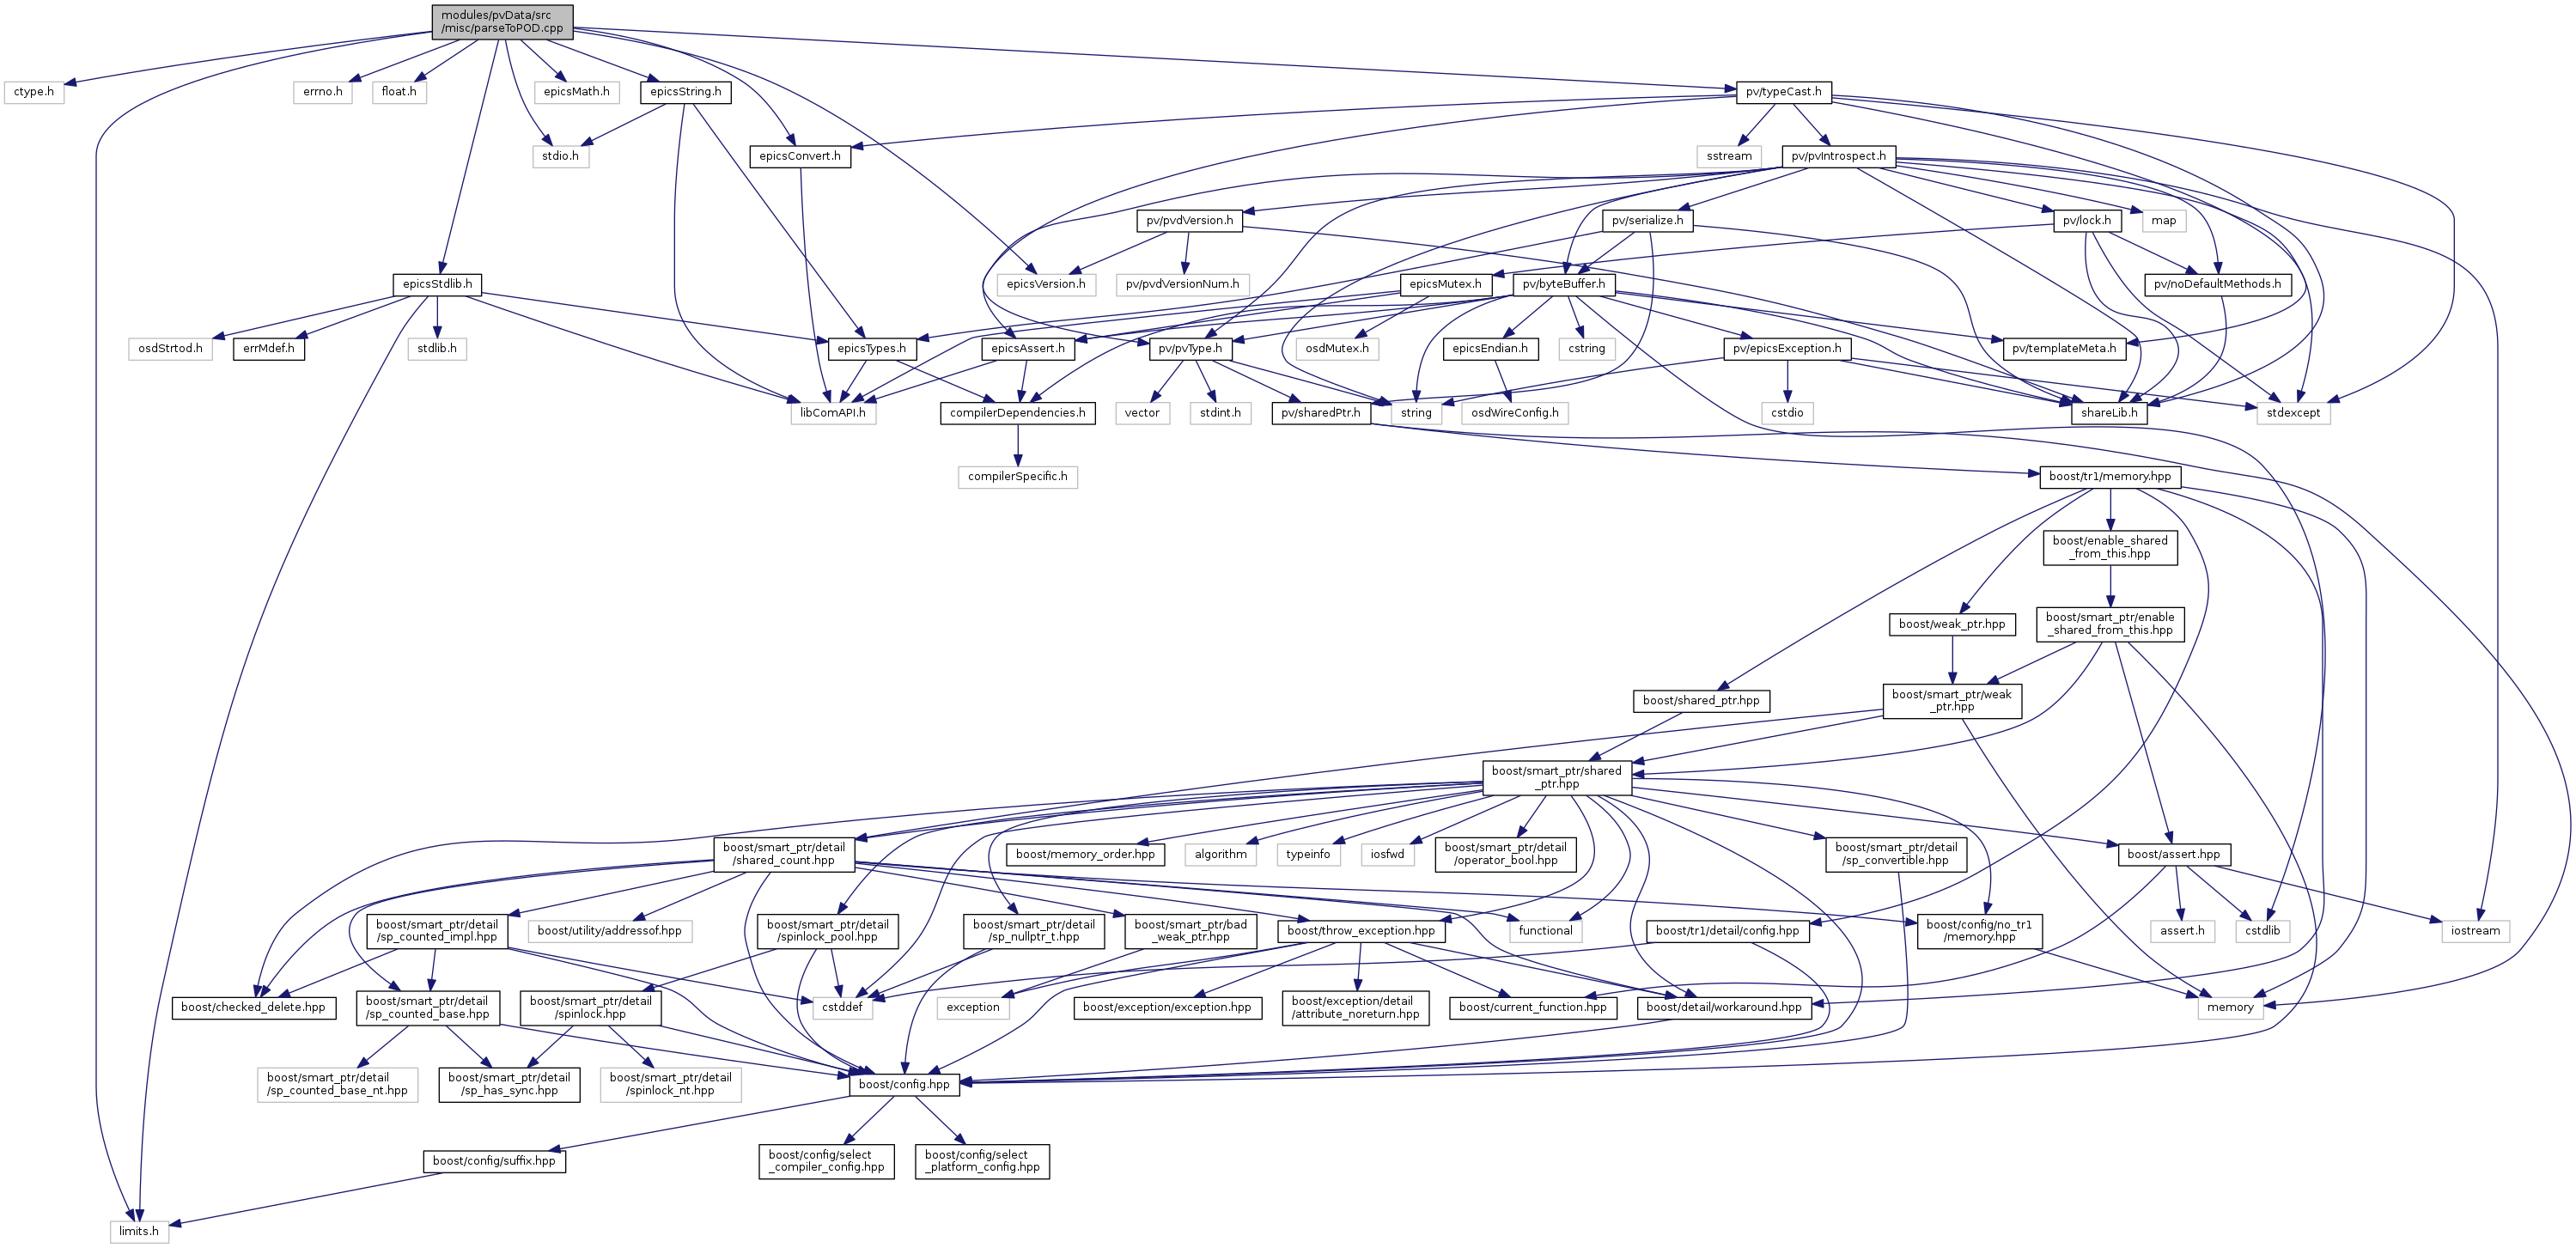 modules/pvData/src
/misc/parseToPOD.cpp
ctype.h
errno.h
float.h
epicsMath.h
epicsString.h
pv/typeCast.h
stdio.h
epicsConvert.h
sstream
pv/pvIntrospect.h
pv/pvdVersion.h
pv/serialize.h
pv/lock.h
map
epicsStdlib.h
epicsVersion.h
pv/pvdVersionNum.h
epicsMutex.h
pv/byteBuffer.h
pv/noDefaultMethods.h
osdStrtod.h
errMdef.h
stdlib.h
epicsTypes.h
epicsAssert.h
pv/pvType.h
osdMutex.h
epicsEndian.h
cstring
pv/epicsException.h
pv/templateMeta.h
libComAPI.h
compilerDependencies.h
vector
stdint.h
pv/sharedPtr.h
string
osdWireConfig.h
cstdio
shareLib.h
stdexcept
compilerSpecific.h
boost/tr1/memory.hpp
boost/enable_shared
_from_this.hpp
boost/weak_ptr.hpp
boost/smart_ptr/enable
_shared_from_this.hpp
boost/shared_ptr.hpp
boost/smart_ptr/weak
_ptr.hpp
boost/smart_ptr/shared
_ptr.hpp
boost/smart_ptr/detail
/shared_count.hpp
boost/memory_order.hpp
algorithm
typeinfo
iosfwd
boost/smart_ptr/detail
/operator_bool.hpp
boost/smart_ptr/detail
/sp_convertible.hpp
boost/assert.hpp
boost/smart_ptr/detail
/sp_counted_impl.hpp
boost/utility/addressof.hpp
boost/smart_ptr/detail
/spinlock_pool.hpp
boost/smart_ptr/detail
/sp_nullptr_t.hpp
boost/smart_ptr/bad
_weak_ptr.hpp
boost/throw_exception.hpp
functional
boost/tr1/detail/config.hpp
boost/config/no_tr1
/memory.hpp
assert.h
cstdlib
iostream
boost/checked_delete.hpp
boost/smart_ptr/detail
/sp_counted_base.hpp
boost/smart_ptr/detail
/spinlock.hpp
cstddef
exception
boost/exception/exception.hpp
boost/exception/detail
/attribute_noreturn.hpp
boost/current_function.hpp
boost/detail/workaround.hpp
memory
boost/smart_ptr/detail
/sp_counted_base_nt.hpp
boost/smart_ptr/detail
/sp_has_sync.hpp
boost/smart_ptr/detail
/spinlock_nt.hpp
boost/config.hpp
boost/config/suffix.hpp
boost/config/select
_compiler_config.hpp
boost/config/select
_platform_config.hpp
limits.h